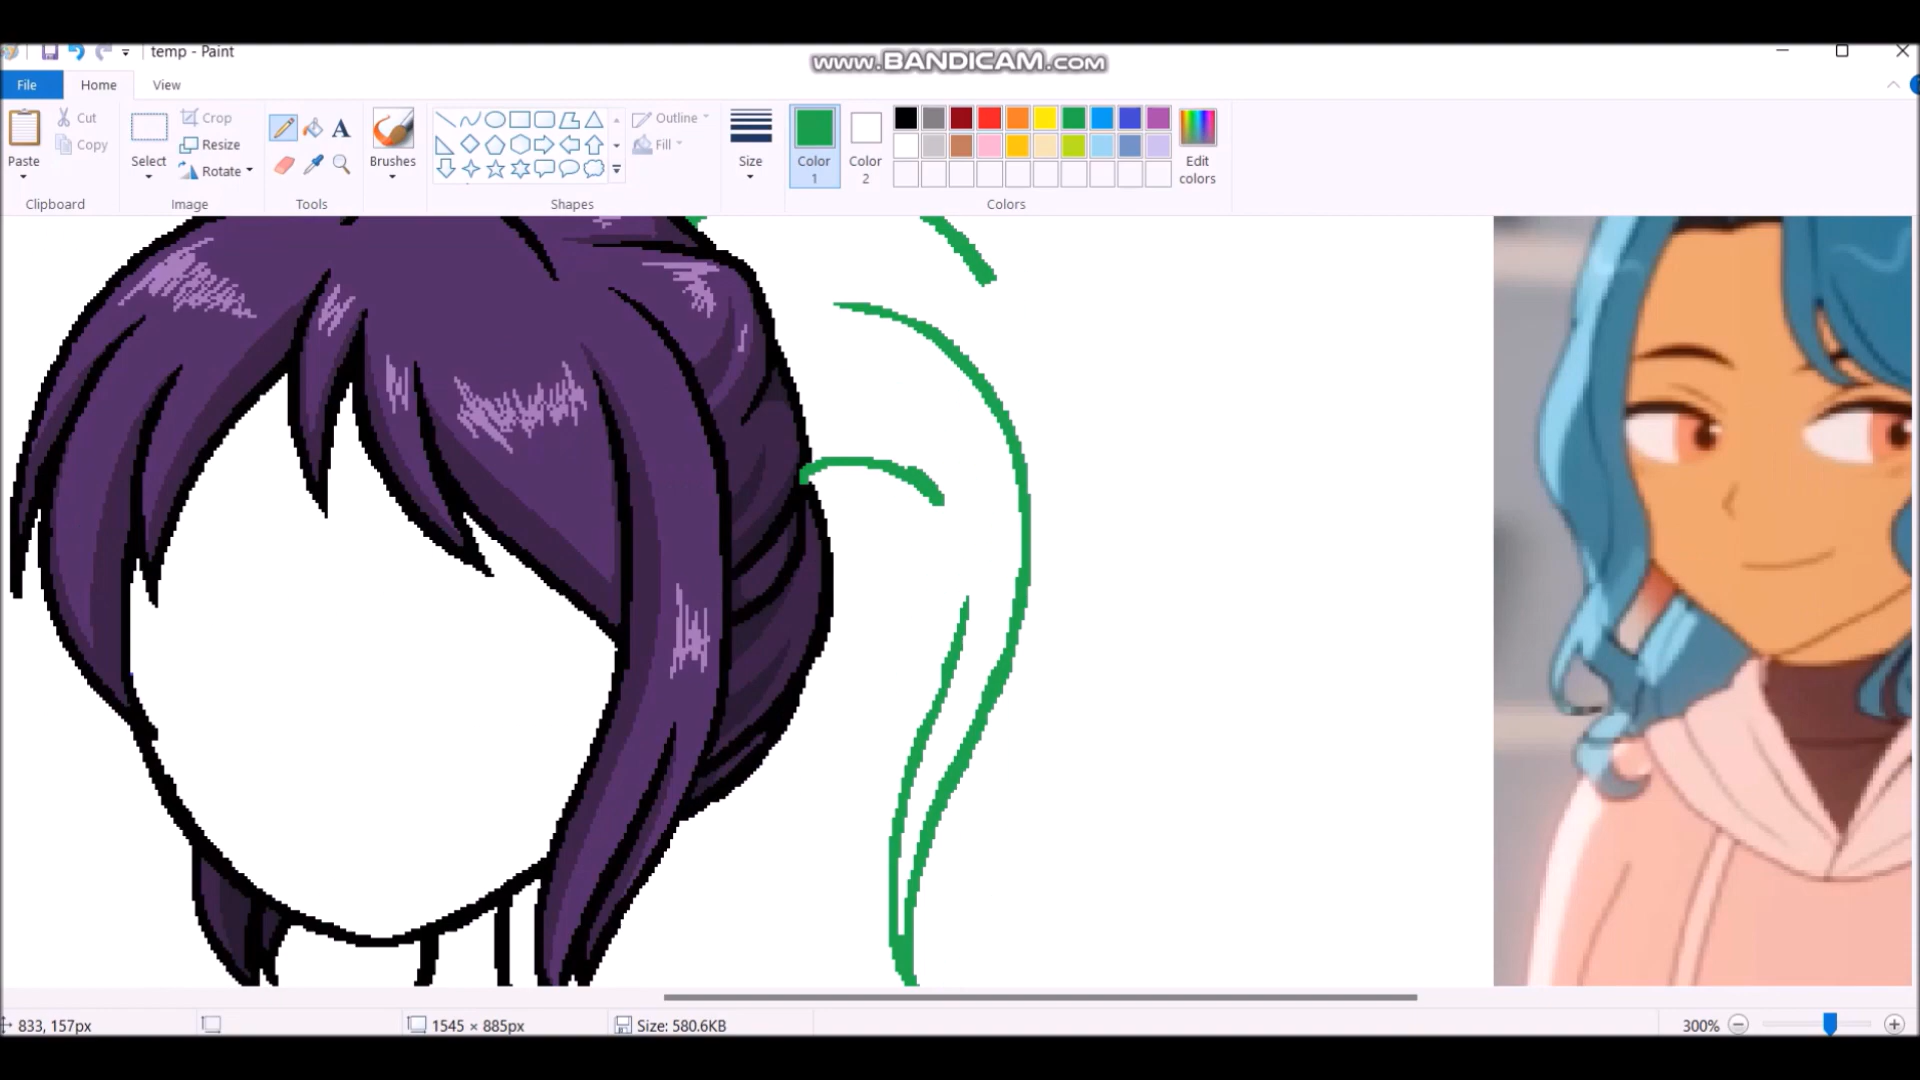 temp - Paint
www.BANDICAM.com
File Home View
Cut
Copy
Paste
Clipboard
Crop
Resize
Rotate
Select
Image
A
Tools
Brushes
Outline
Fill
Shapes
Size
Color 1
Color 2
Edit colors
Colors
833, 157px
1545 × 885px
Size: 580.6KB
300%